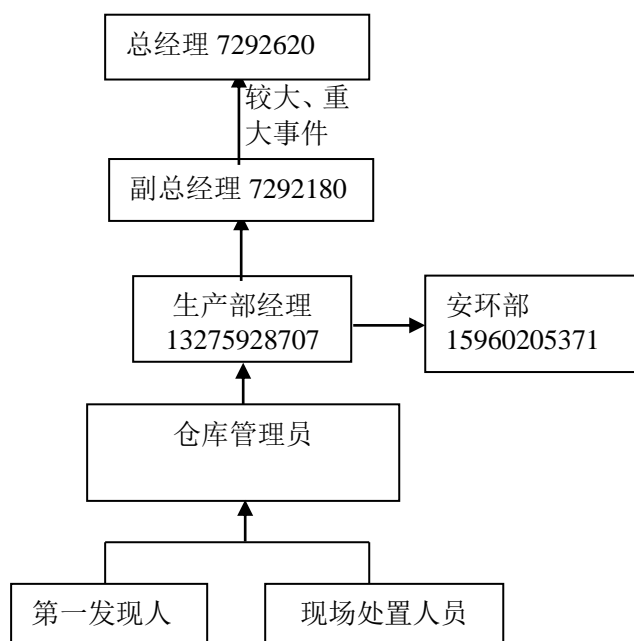 总经理 7292620
较大、重
大事件
副总经理 7292180
生产部经理
13275928707
安环部
15960205371
仓库管理员
第一发现人
现场处置人员